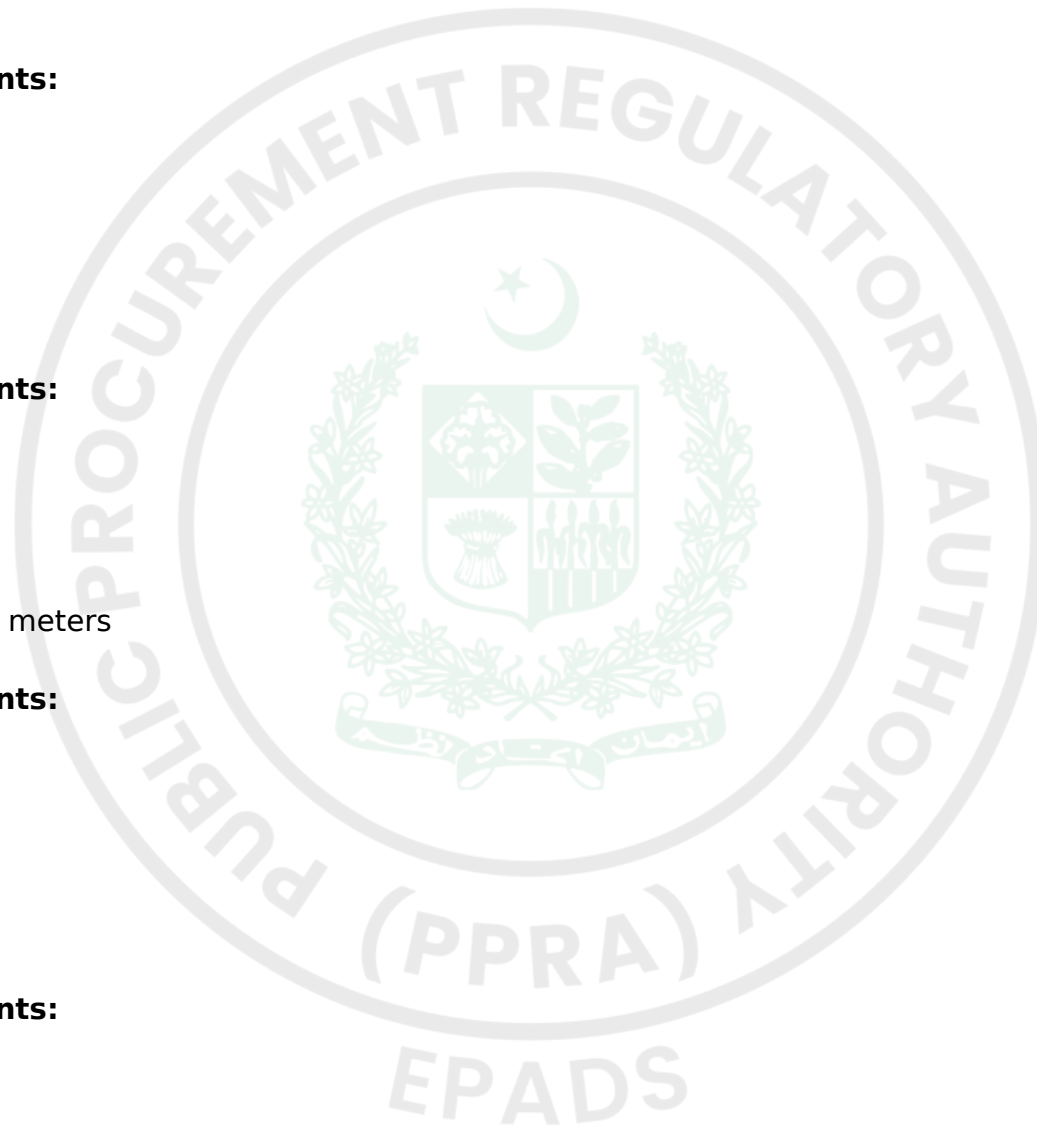 nts:
nts:
meters
nts:
nts:
PUBLIC PROCUREMENT REGULATORY AUTHORITY
(PPRA)
EPADS